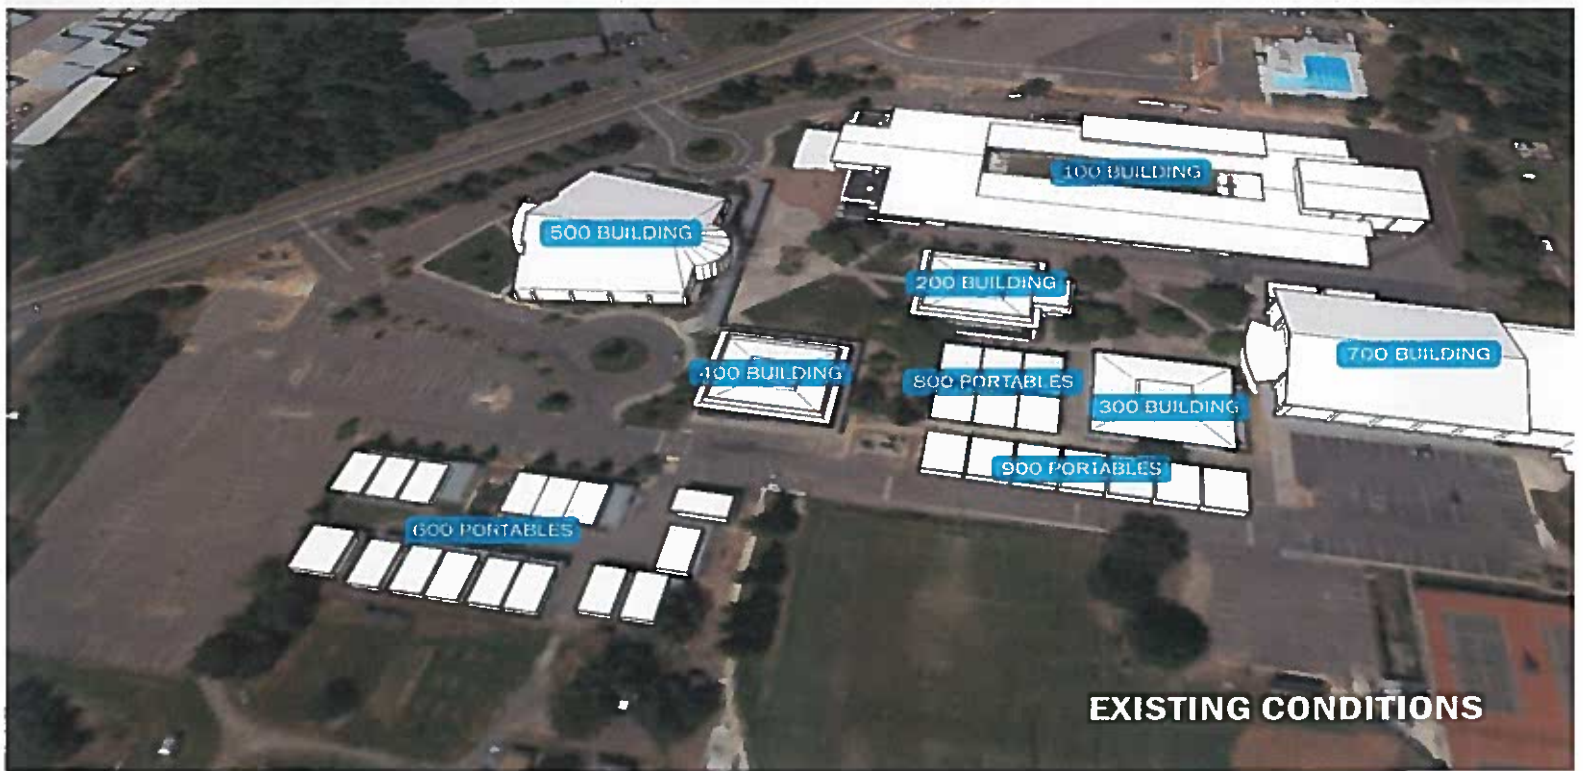 100 BUILDING
500 BUILDING
200 BUILDING
700 BUILDING
400 BUILDING
800 PORTABLES
300 BUILDING
900 PORTABLES
600 PORTABLES
EXISTING CONDITIONS